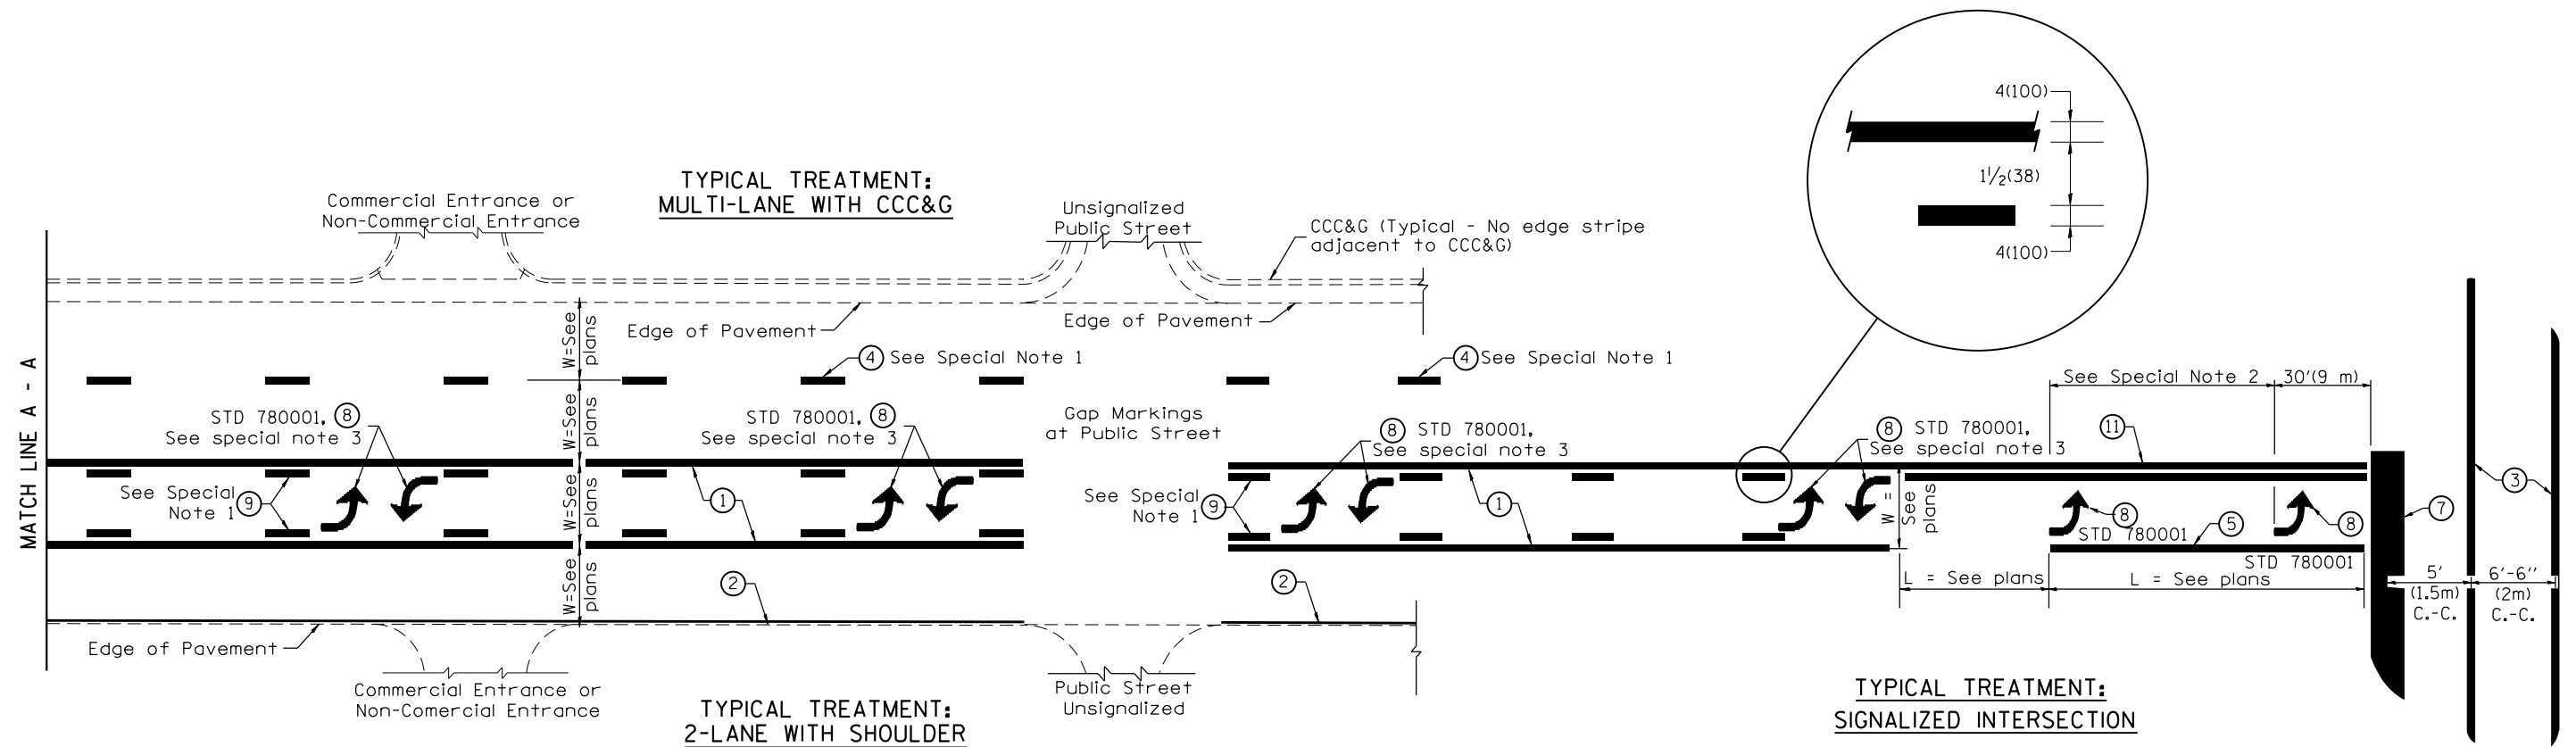 TYPICAL TREATMENT:
MULTI-LANE WITH CCC&G
Commercial Entrance or
Non-Commercial Entrance
Unsignalized
Public Street
CCC&G (Typical - No edge stripe
adjacent to CCC&G)
4(100)
1 1/2(38)
4(100)
Edge of Pavement
Edge of Pavement
MATCH LINE A - A
W=See
plans
W=See
plans
W=See
plans
W=See
plans
4 See Special Note 1
4 See Special Note 1
STD 780001, 8
See special note 3
STD 780001, 8
See special note 3
Gap Markings
at Public Street
8 STD 780001,
See special note 3
8 STD 780001,
See special note 3
See Special Note 2
30'(9 m)
11
See Special
Note 1
9
1
See Special
Note 1
9
1
W =
See
plans
8
STD 780001
5
8
STD 780001
7
3
L = See plans
L = See plans
5'
(1.5m)
C.-C.
6'-6"
(2m)
C.-C.
2
2
Edge of Pavement
Commercial Entrance or
Non-Comercial Entrance
Public Street
Unsignalized
TYPICAL TREATMENT:
2-LANE WITH SHOULDER
TYPICAL TREATMENT:
SIGNALIZED INTERSECTION